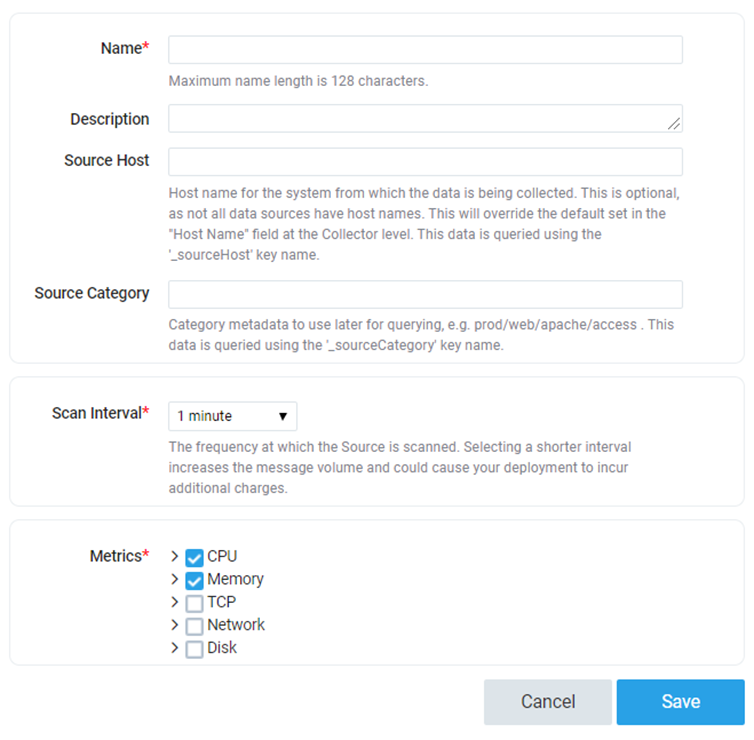 Name*
Maximum name length is 128 characters.
Description
Source Host
Host name for the system from which the data is being collected. This is optional,
as not all data sources have host names. This will override the default set in the
"Host Name" field at the Collector level. This data is queried using the
'_sourceHost' key name.
Source Category
Category metadata to use later for querying, e.g. prod/web/apache/access . This
data is queried using the '_sourceCategory' key name.
Scan Interval*
1 minute
The frequency at which the Source is scanned. Selecting a shorter interval
increases the message volume and could cause your deployment to incur
additional charges.
Metrics*
CPU
Memory
TCP
Network
Disk
Cancel
Save